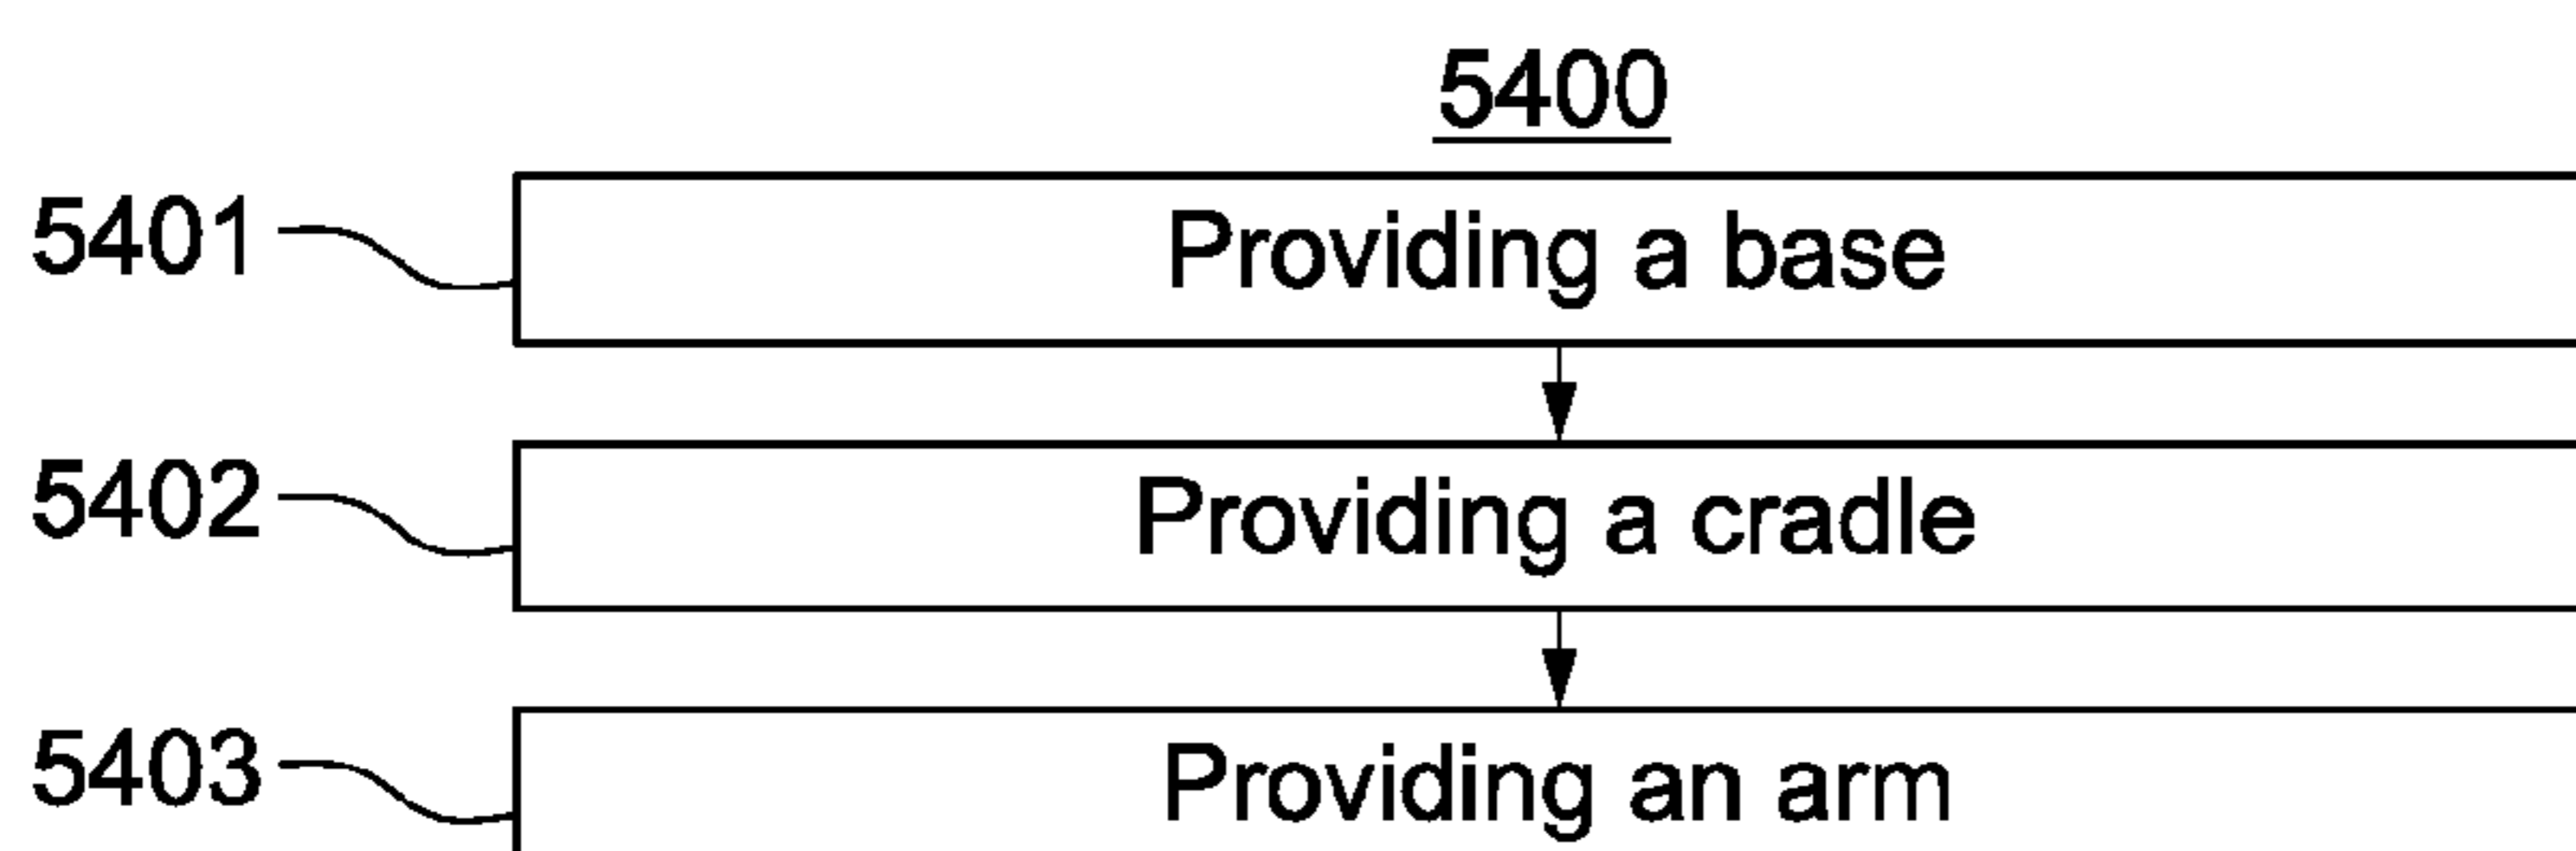 5400
5401 Providing a base
5402 Providing a cradle
5403 Providing an arm